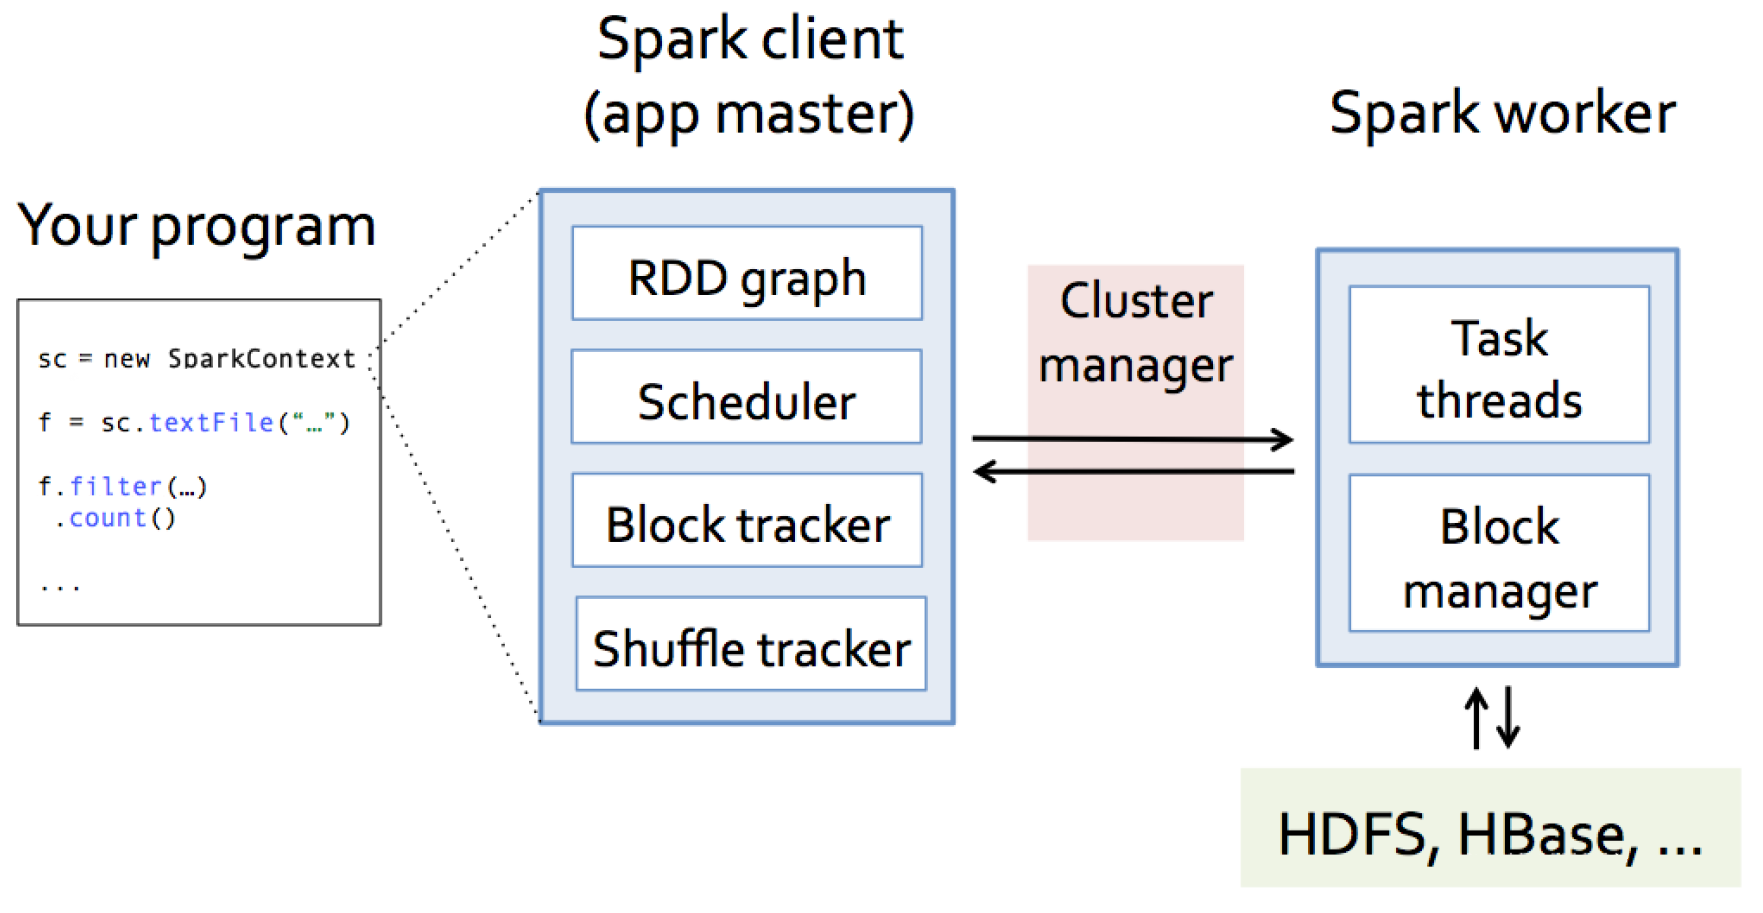 Your program
sc = new SparkContext
f = sc.textFile(“…”)
f.filter(…)
.count()
...
Spark client
(app master)
RDD graph
Scheduler
Block tracker
Shuffle tracker
Cluster
manager
Spark worker
Task
threads
Block
manager
HDFS, HBase, …